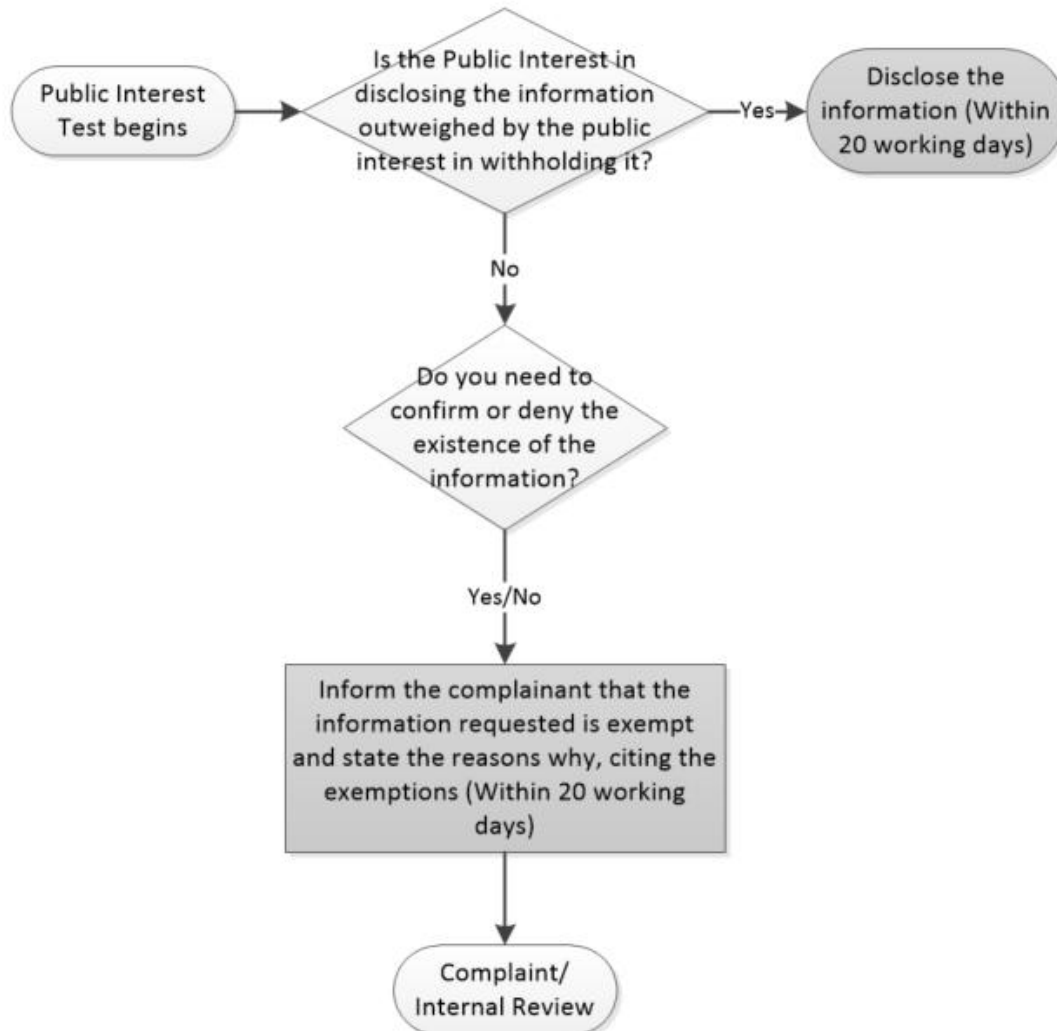 Public Interest
Test begins
Is the Public Interest in
disclosing the information
outweighed by the public
interest in withholding it?
Yes
Disclose the
information (Within
20 working days)
No
Do you need to
confirm or deny the
existence of the
information?
Yes/No
Inform the complainant that the
information requested is exempt
and state the reasons why, citing the
exemptions (Within 20 working
days)
Complaint/
Internal Review